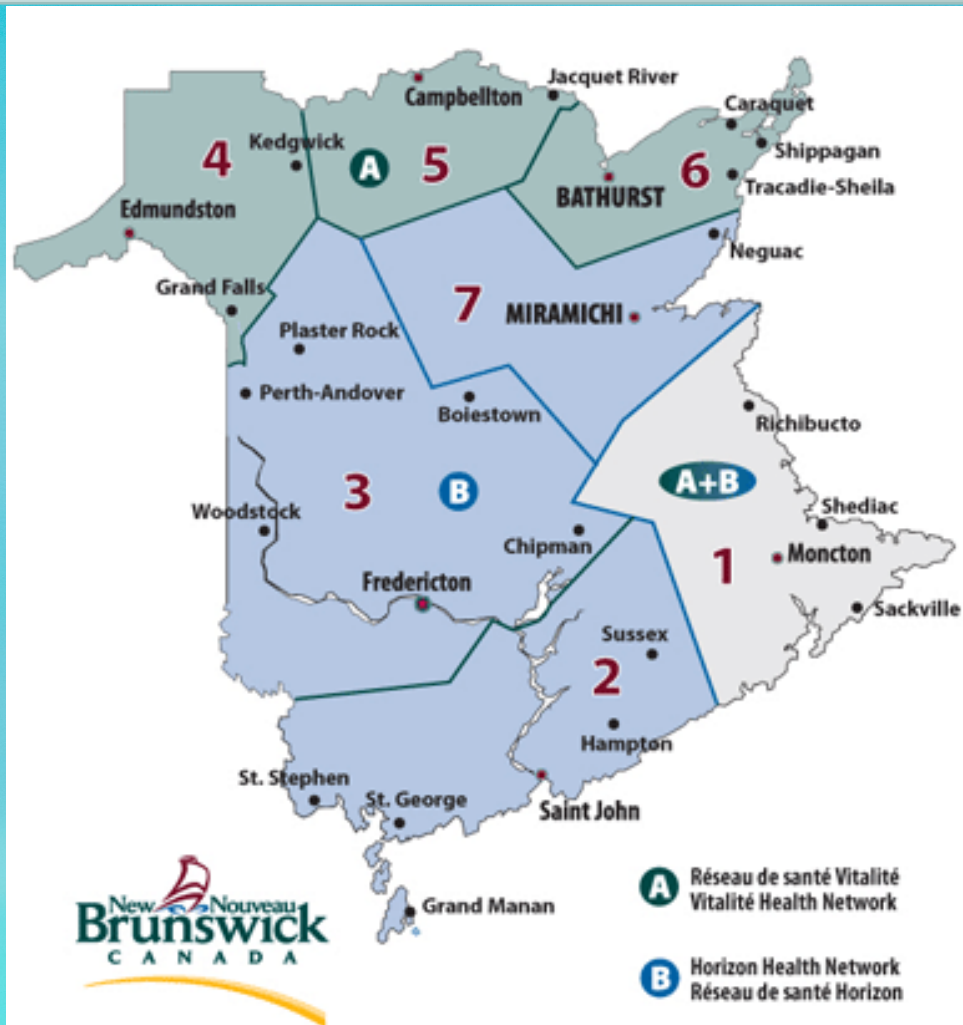 Jacquet River
Campbellton
Caraquet
Kedgwick
4
A
5
6
Shippagan
BATHURST
Tracadie-Sheila
Edmundston
Neguac
Grand Falls
7
MIRAMICHI
Plaster Rock
Perth-Andover
Boiestown
Richibucto
3
B
A+B
Woodstock
Shediac
Chipman
1
Moncton
Fredericton
Sackville
Sussex
2
Hampton
St. Stephen
St. George
Saint John
Grand Manan
New Nouveau
Brunswick
CANADA
A
Réseau de santé Vitalité
Vitalité Health Network
B
Horizon Health Network
Réseau de santé Horizon